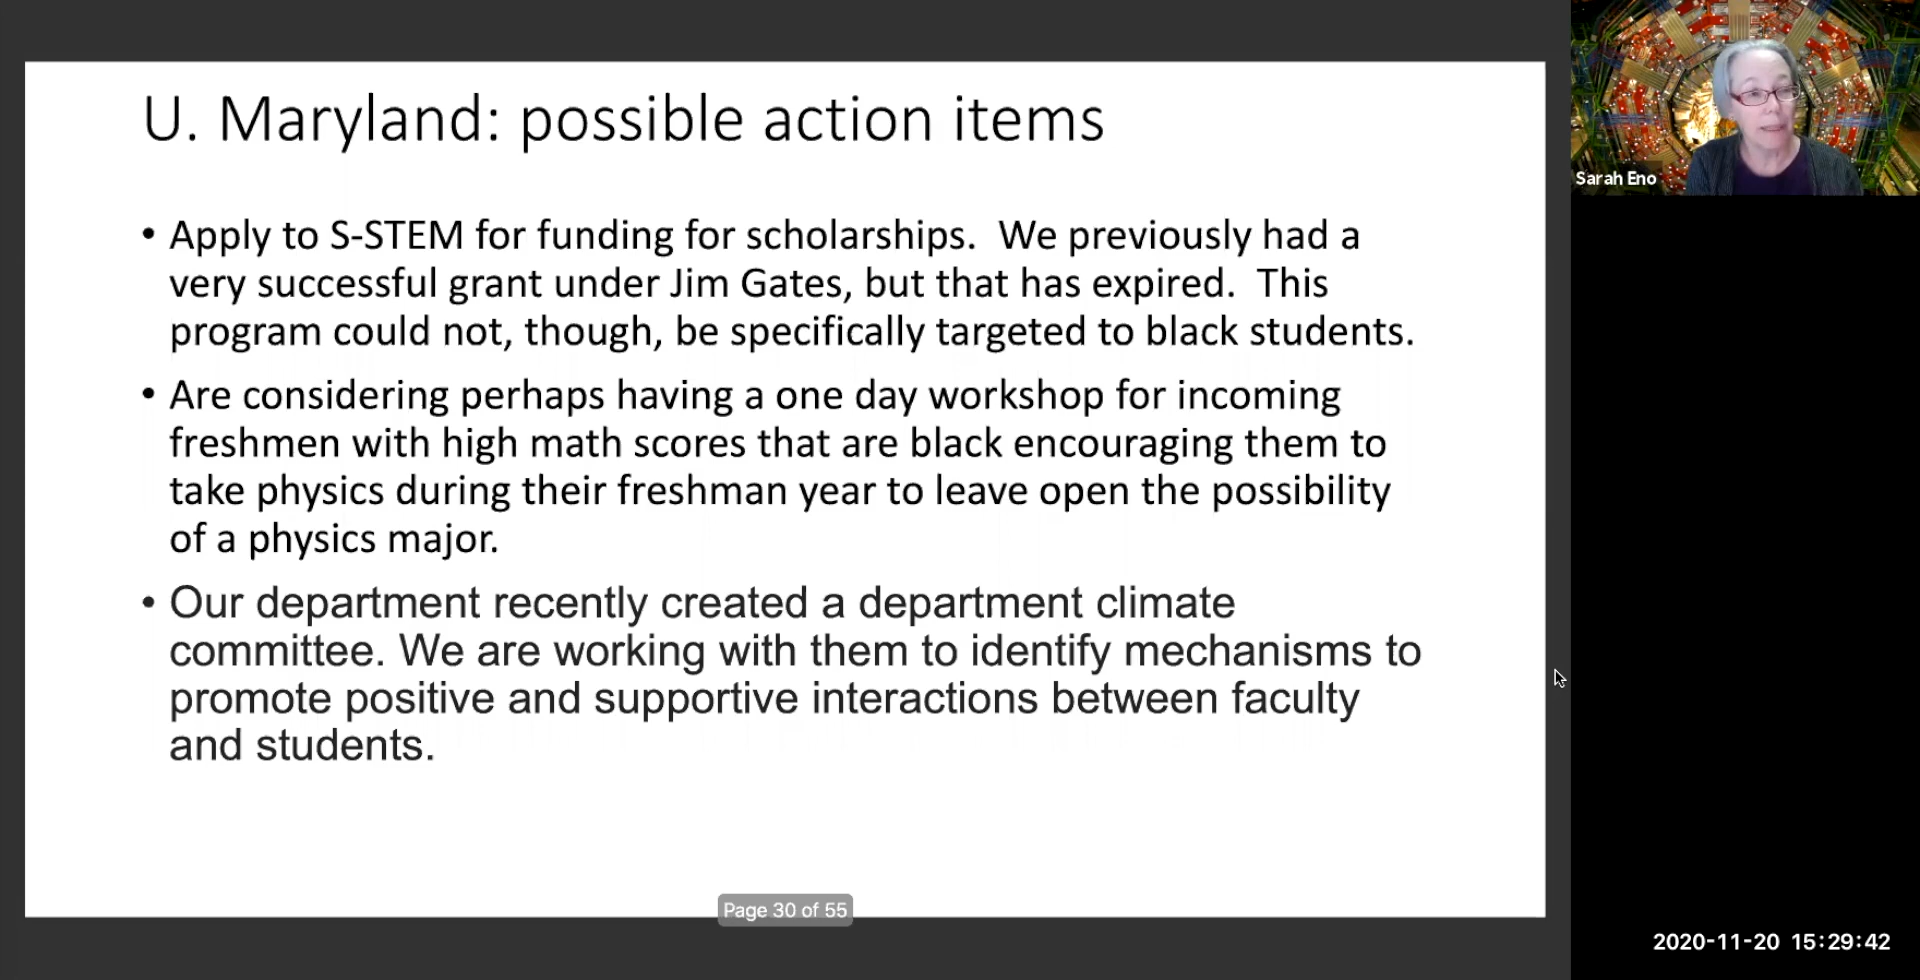 U. Maryland: possible action items
• Apply to S-STEM for funding for scholarships.  We previously had a
very successful grant under Jim Gates, but that has expired.  This
program could not, though, be specifically targeted to black students.
• Are considering perhaps having a one day workshop for incoming
freshmen with high math scores that are black encouraging them to
take physics during their freshman year to leave open the possibility
of a physics major.
• Our department recently created a department climate
committee. We are working with them to identify mechanisms to
promote positive and supportive interactions between faculty
and students.
Page 30 of 55
Sarah Eno
2020-11-20 15:29:42